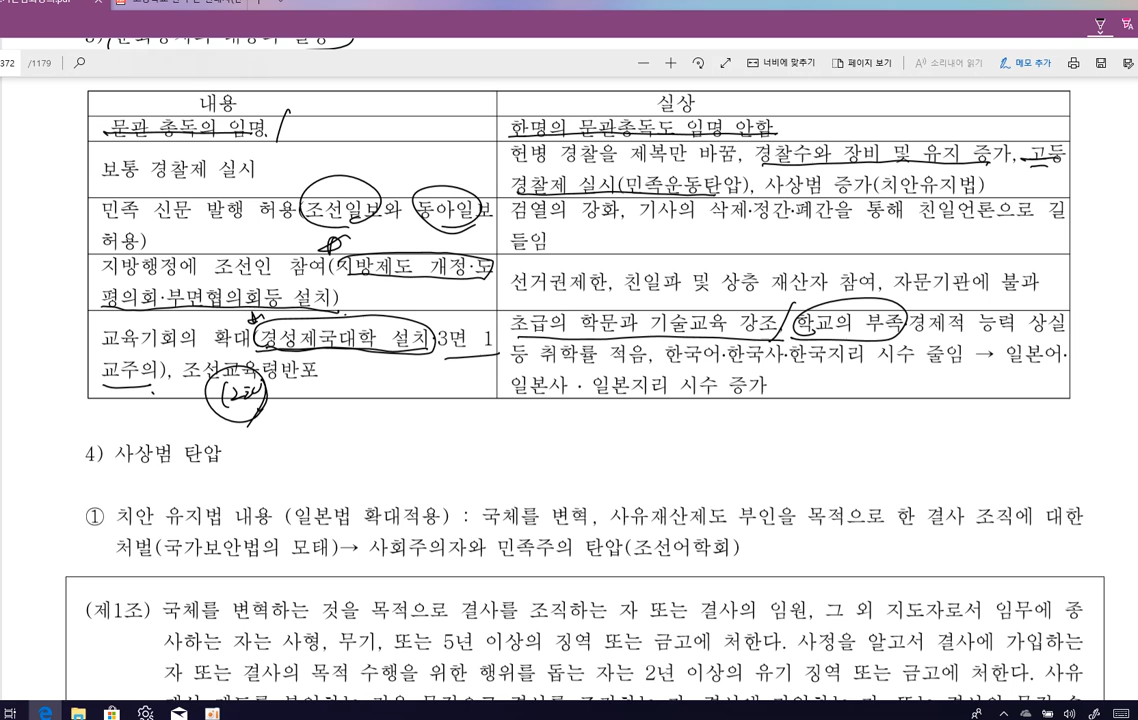 372 /1179 너비에 맞추기 페이지 보기 소리내어 읽기 메모 추가
내용 실상
문관 총독의 임명 한명의 문관총독도 임명 안함
보통 경찰제 실시
헌병 경찰을 제복만 바꿈, 경찰수와 장비 및 유지 증가, 고등
경찰제 실시(민족운동탄압), 사상범 증가(치안유지법)
민족 신문 발행 허용(조선일보와 동아일보
허용)
검열의 강화, 기사의 삭제·정간·폐간을 통해 친일언론으로 길
들임
지방행정에 조선인 참여(지방제도 개정·도
평의회·부면협의회등 설치)
선거권제한, 친일파 및 상층 재산자 참여, 자문기관에 불과
교육기회의 확대(경성제국대학 설치·3면 1
교주의), 조선교육령반포
(2차)
초급의 학문과 기술교육 강조, 학교의 부족·경제적 능력 상실
등 취학률 적음, 한국어·한국사·한국지리 시수 줄임 → 일본어·
일본사·일본지리 시수 증가
4) 사상범 탄압
① 치안 유지법 내용 (일본법 확대적용) : 국체를 변혁, 사유재산제도 부인을 목적으로 한 결사 조직에 대한
처벌(국가보안법의 모태)→ 사회주의자와 민족주의 탄압(조선어학회)
(제1조) 국체를 변혁하는 것을 목적으로 결사를 조직하는 자 또는 결사의 임원, 그 외 지도자로서 임무에 종
사하는 자는 사형, 무기, 또는 5년 이상의 징역 또는 금고에 처한다. 사정을 알고서 결사에 가입하는
자 또는 결사의 목적 수행을 위한 행위를 돕는 자는 2년 이상의 유기 징역 또는 금고에 처한다. 사유